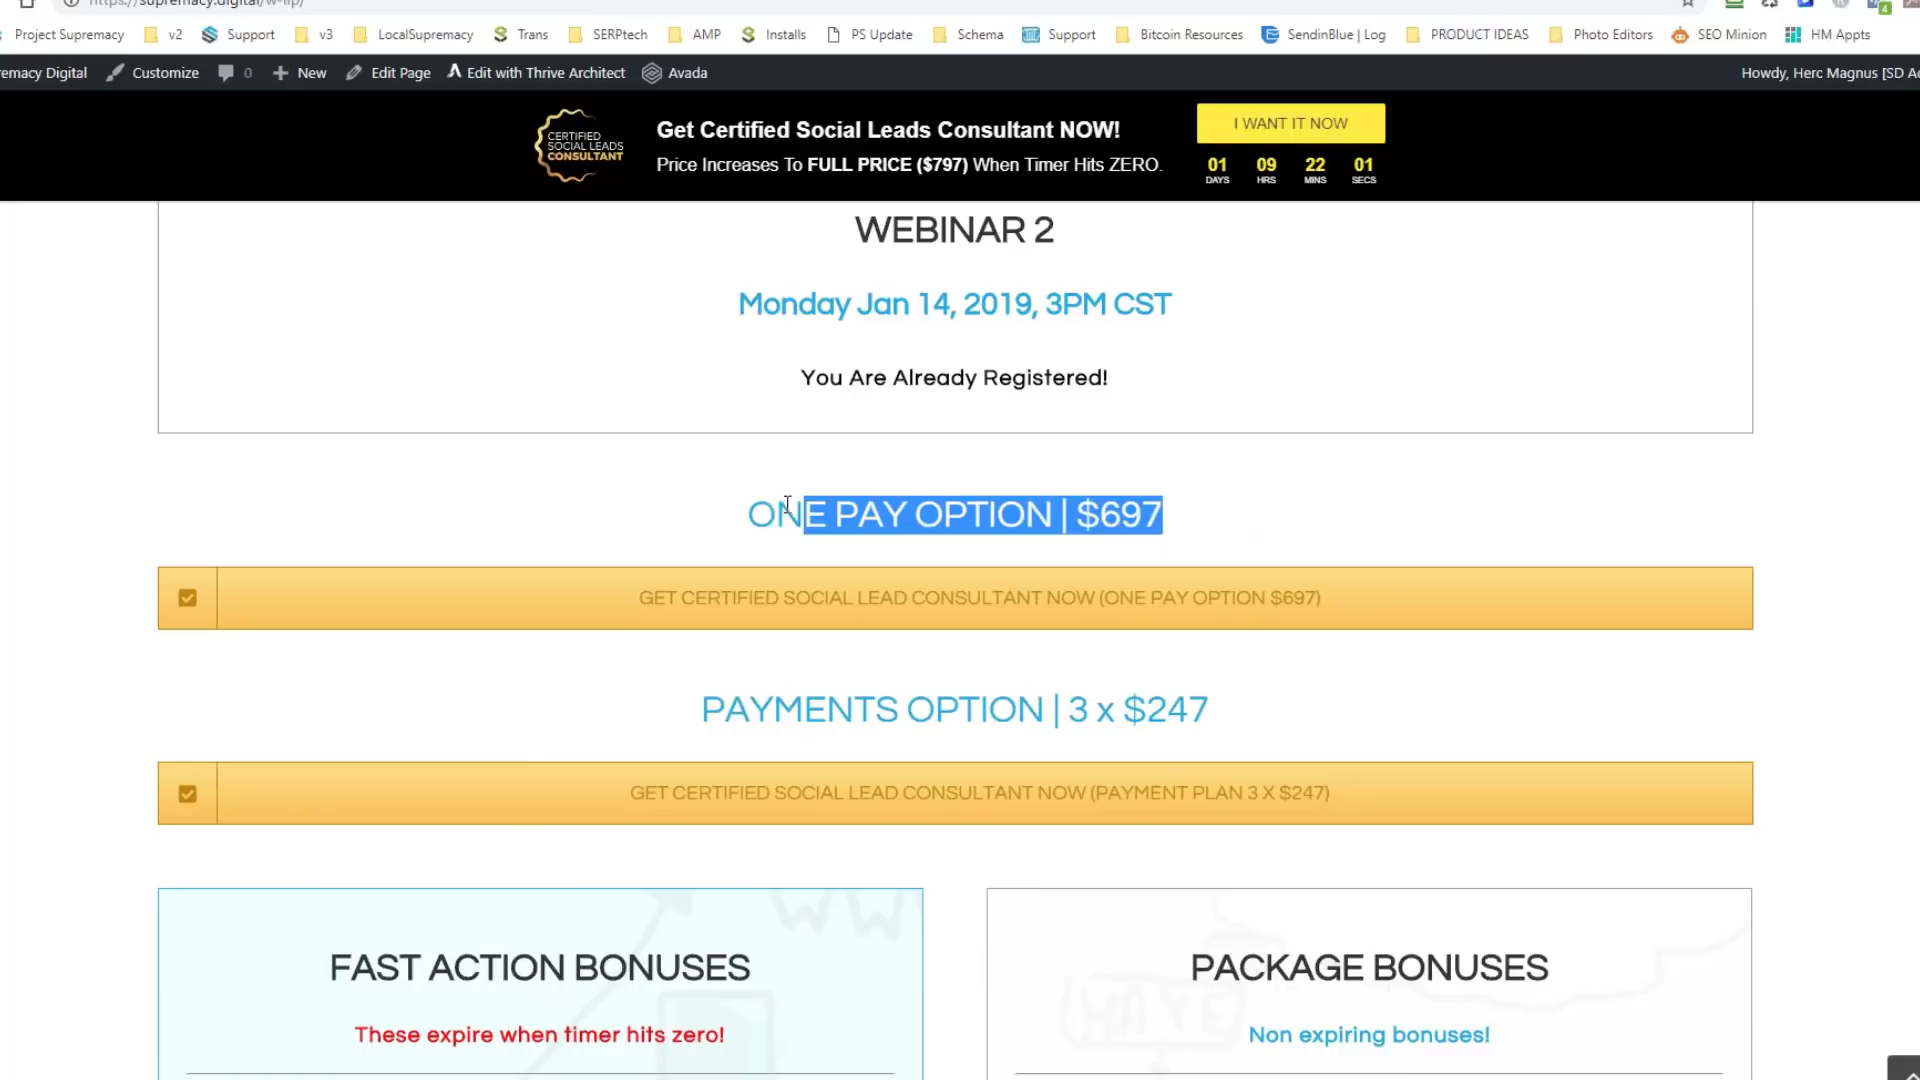 https://supremacy.digital/w-lip/
Project Supremacy v2 Support v3 LocalSupremacy Trans SERPtech AMP Installs PS Update Schema Support Bitcoin Resources SendinBlue | Log PRODUCT IDEAS Photo Editors SEO Minion HM Appts
remacy Digital Customize 0 New Edit Page Edit with Thrive Architect Avada Howdy, Herc Magnus [SD Ac
CERTIFIED
SOCIAL LEADS
CONSULTANT
Get Certified Social Leads Consultant NOW!
Price Increases To FULL PRICE ($797) When Timer Hits ZERO.
I WANT IT NOW
01 09 22 01
DAYS HRS MINS SECS
WEBINAR 2
Monday Jan 14, 2019, 3PM CST
You Are Already Registered!
ONE PAY OPTION | $697
GET CERTIFIED SOCIAL LEAD CONSULTANT NOW (ONE PAY OPTION $697)
PAYMENTS OPTION | 3 x $247
GET CERTIFIED SOCIAL LEAD CONSULTANT NOW (PAYMENT PLAN 3 X $247)
FAST ACTION BONUSES
These expire when timer hits zero!
PACKAGE BONUSES
Non expiring bonuses!